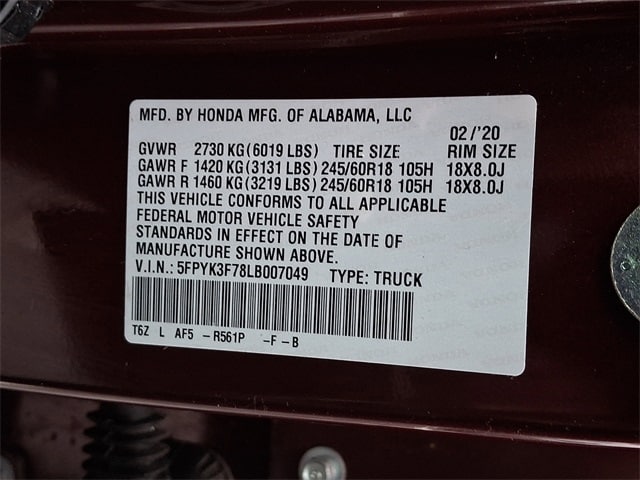 MFD. BY HONDA MFG. OF ALABAMA, LLC
02/'20
GVWR 2730 KG(6019 LBS) TIRE SIZE RIM SIZE
GAWR F 1420 KG(3131 LBS)245/60R18 105H 18X8.0J
GAWR R 1460 KG(3219 LBS)245/60R18 105H 18X8.0J
THIS VEHICLE CONFORMS TO ALL APPLICABLE
FEDERAL MOTOR VEHICLE SAFETY
STANDARDS IN EFFECT ON THE DATE OF
MANUFACTURE SHOWN ABOVE.
V.I.N.: 5FPYK3F78LB007049 TYPE: TRUCK
T6Z L AF5 -R561P -F-B